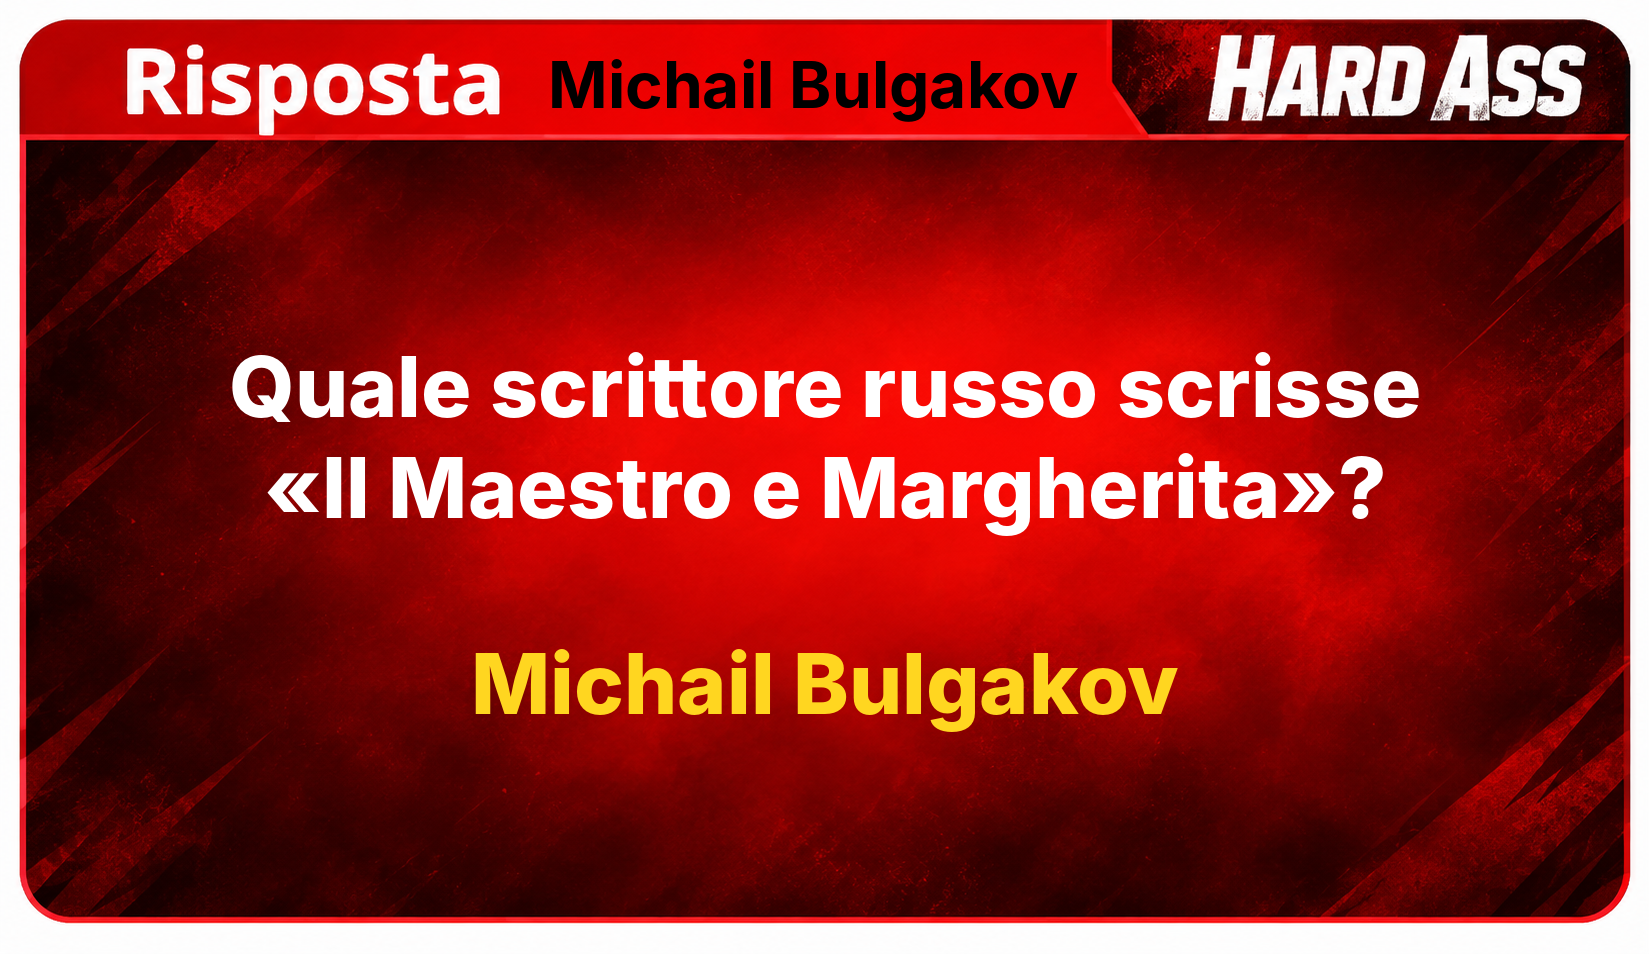 Risposta Michail Bulgakov HARD ASS
Quale scrittore russo scrisse
«Il Maestro e Margherita»?
Michail Bulgakov